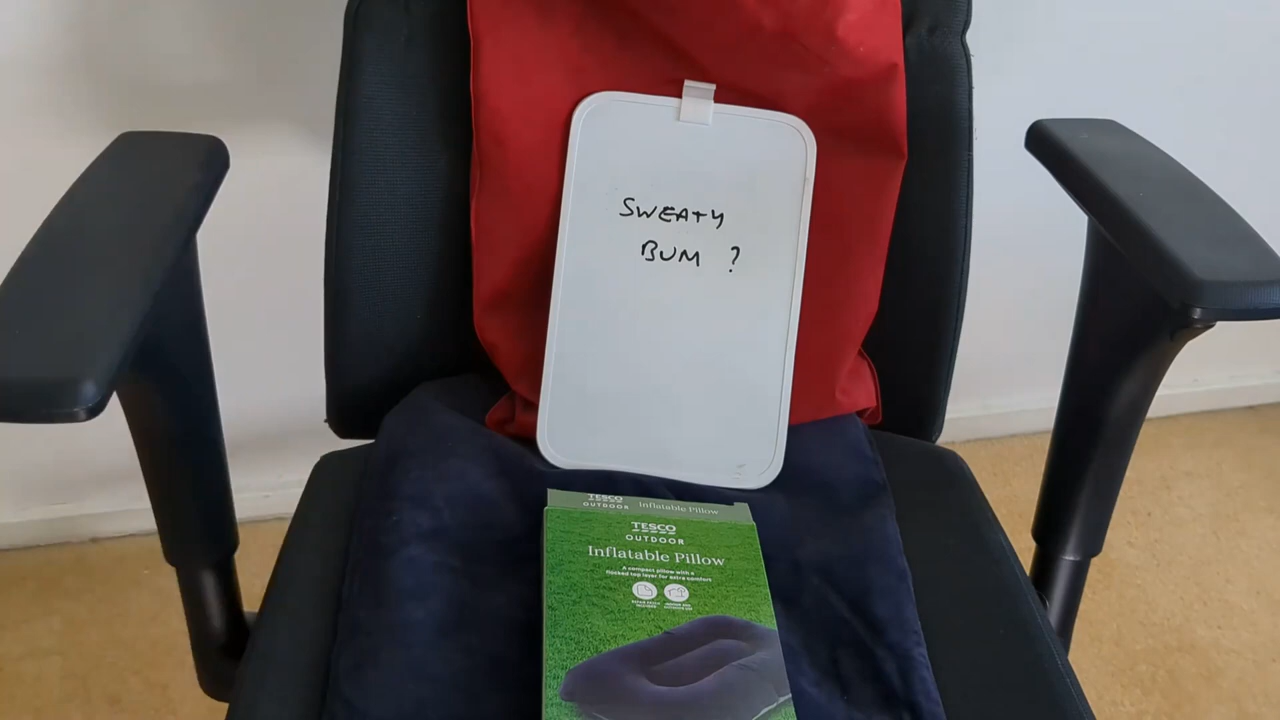 SWEATY
BUM ?
TESCO
OUTDOOR Inflatable Pillow
TESCO
OUTDOOR
Inflatable Pillow
A compact pillow with a
flocked top layer for extra comfort